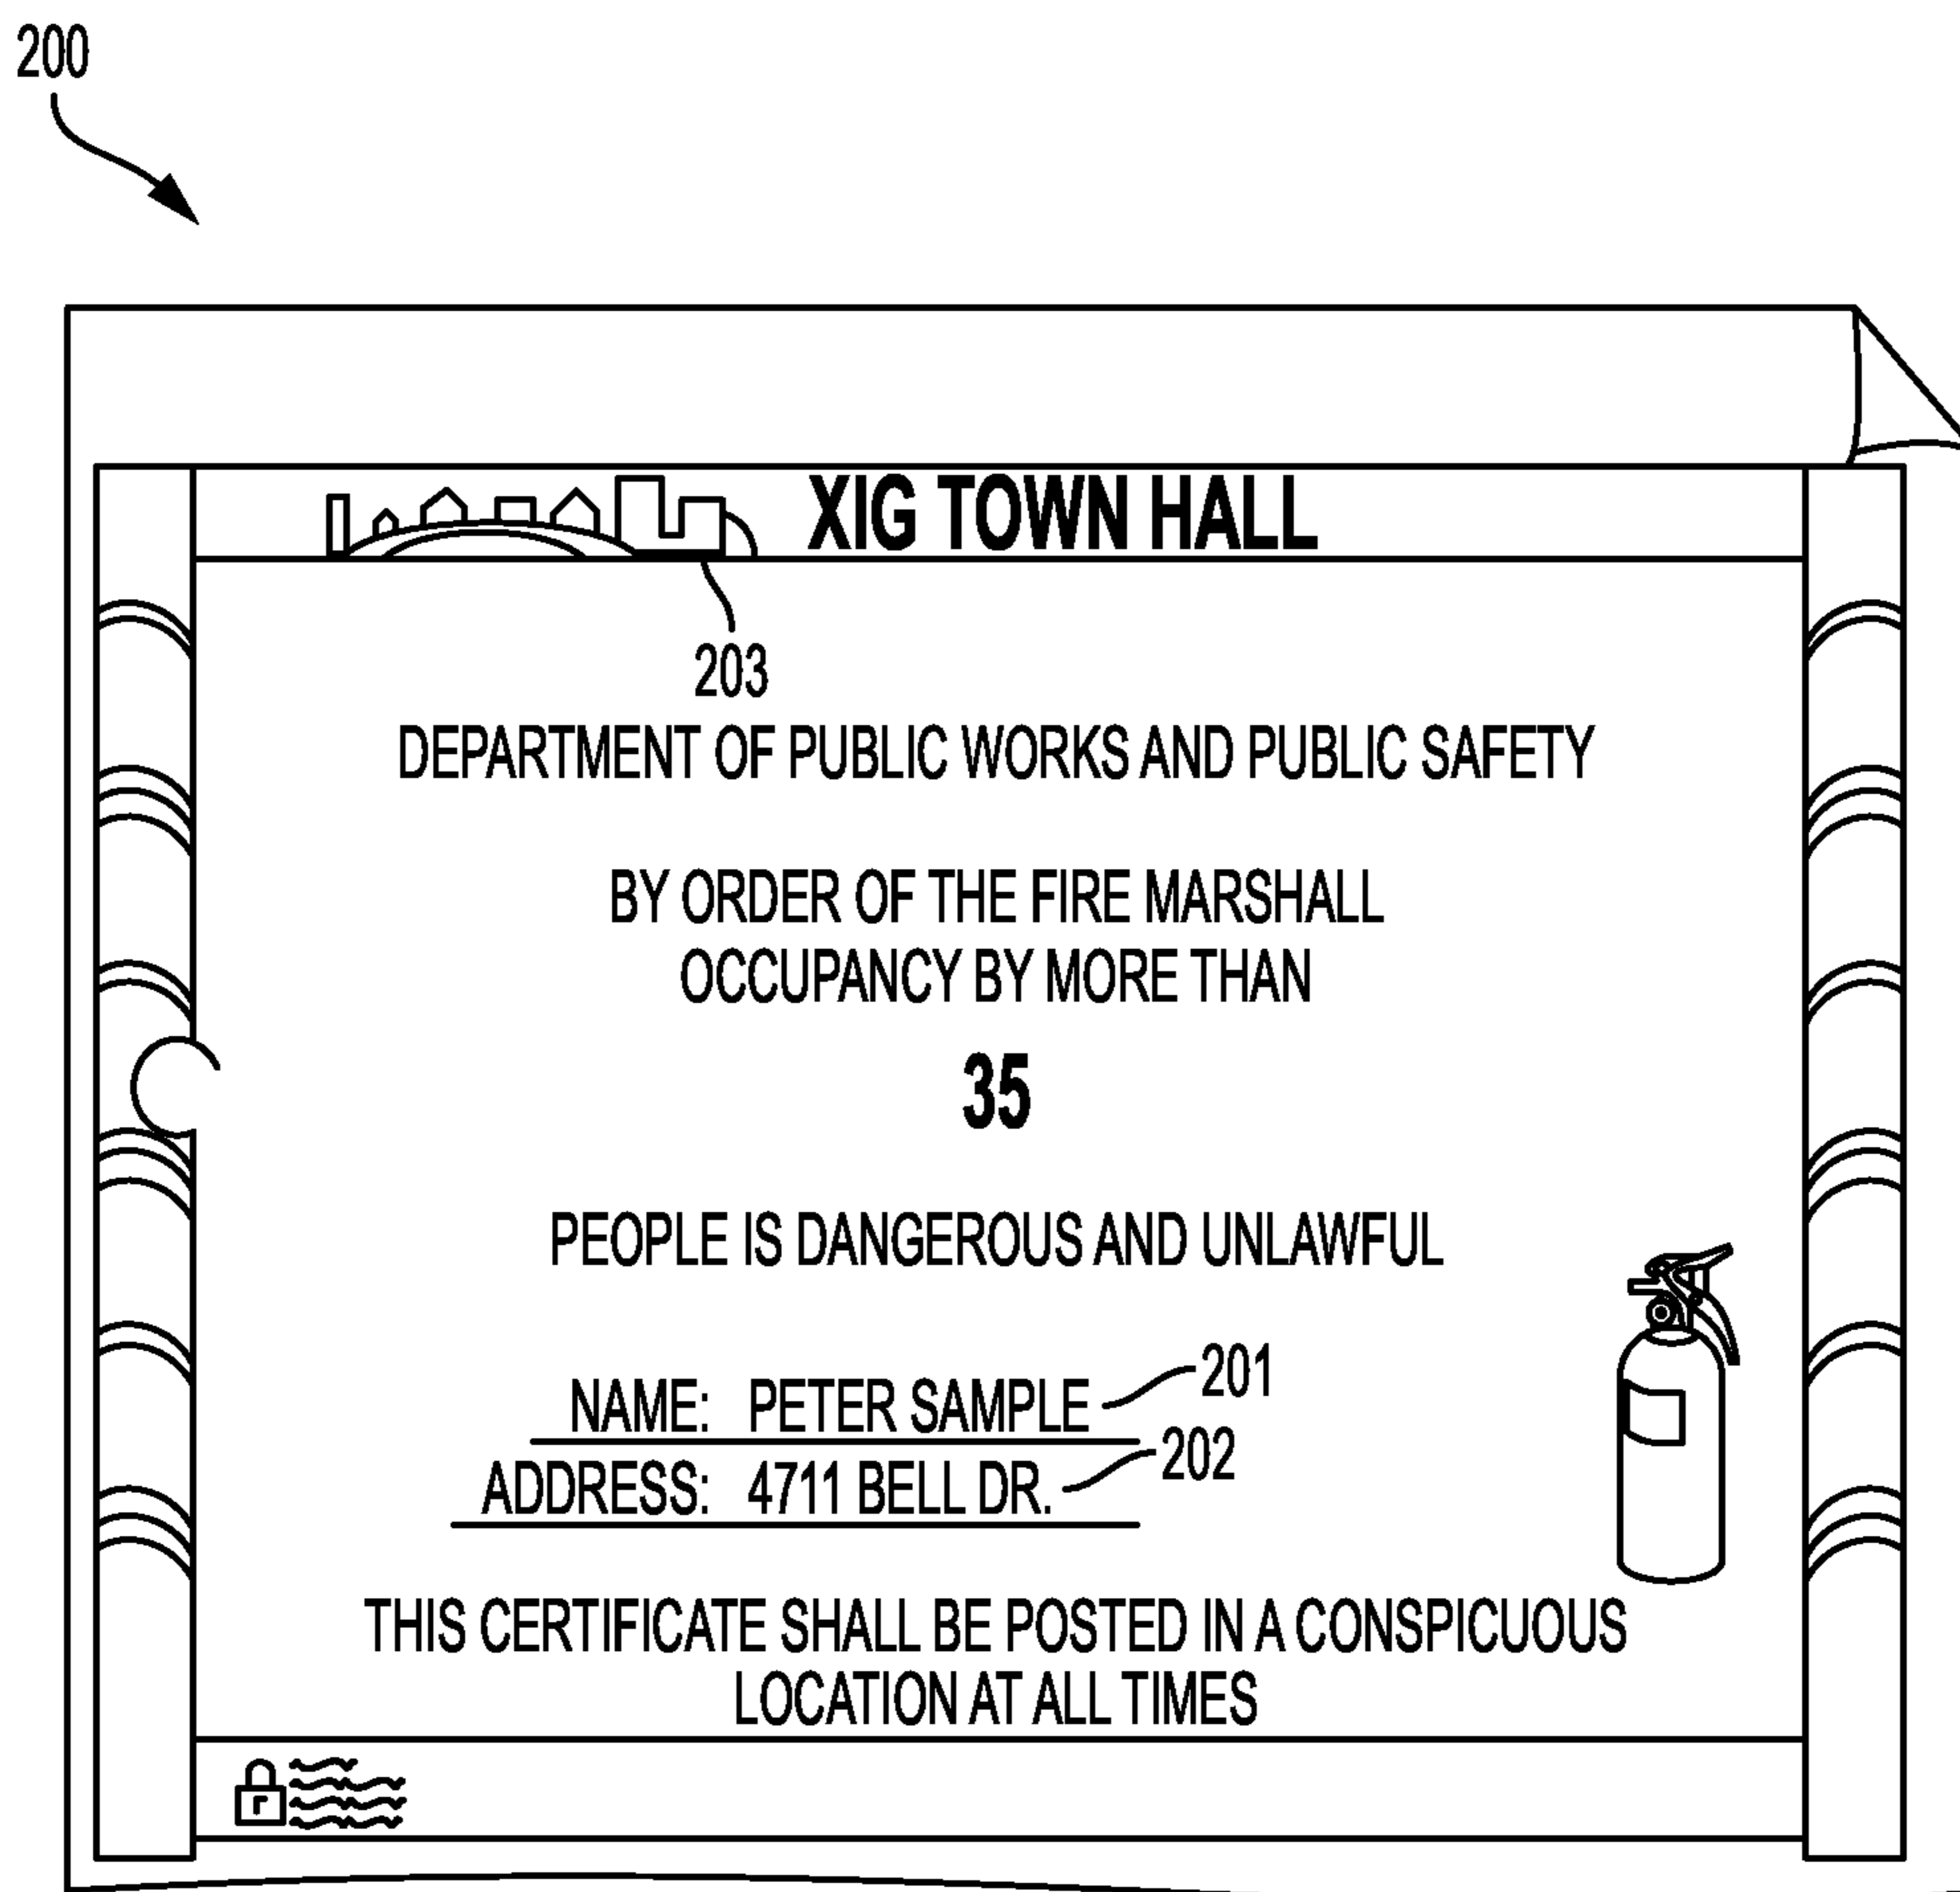 200
XIG TOWN HALL
203
DEPARTMENT OF PUBLIC WORKS AND PUBLIC SAFETY
BY ORDER OF THE FIRE MARSHALL
OCCUPANCY BY MORE THAN
35
PEOPLE IS DANGEROUS AND UNLAWFUL
NAME: PETER SAMPLE 201
ADDRESS: 4711 BELL DR. 202
THIS CERTIFICATE SHALL BE POSTED IN A CONSPICUOUS
LOCATION AT ALL TIMES